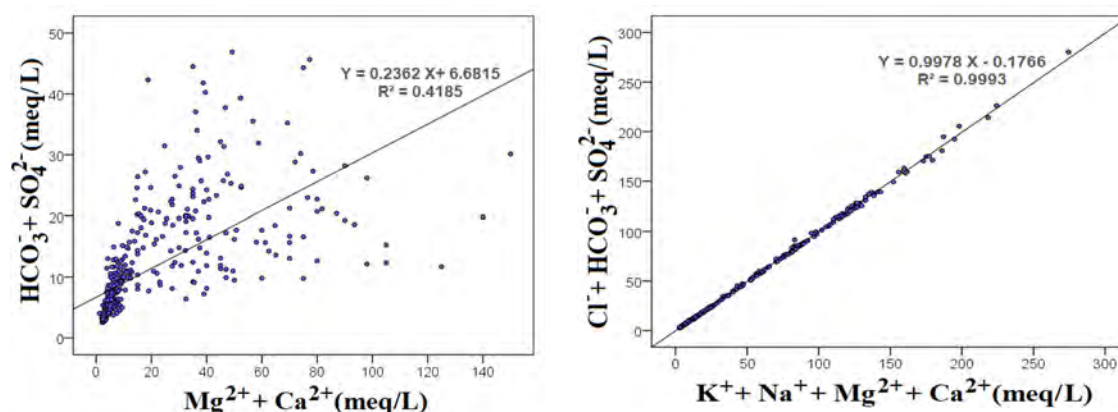 50
40
30
20
10
0
HCO₃⁻ + SO₄²⁻ (meq/L)
Y = 0.2362 X+ 6.6815
R² = 0.4185
0 20 40 60 80 100 120 140
Mg²⁺ + Ca²⁺ (meq/L)
300
250
200
150
100
50
0
Cl⁻ + HCO₃⁻ + SO₄²⁻ (meq/L)
Y = 0.9978 X - 0.1766
R² = 0.9993
0 50 100 150 200 250 300
K⁺ + Na⁺ + Mg²⁺ + Ca²⁺ (meq/L)